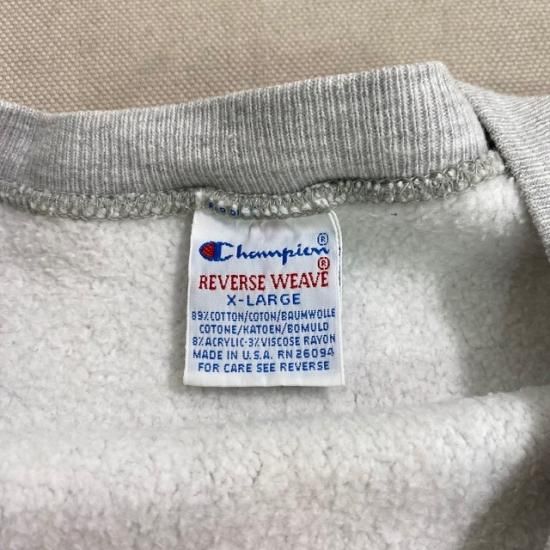 Champion®
REVERSE WEAVE®
X-LARGE
89% COTTON/COTON/BAUMWOLLE
COTONE/KATOEN/BOMULD
8% ACRYLIC-3% VISCOSE RAYON
MADE IN U.S.A. RN 26094
FOR CARE SEE REVERSE